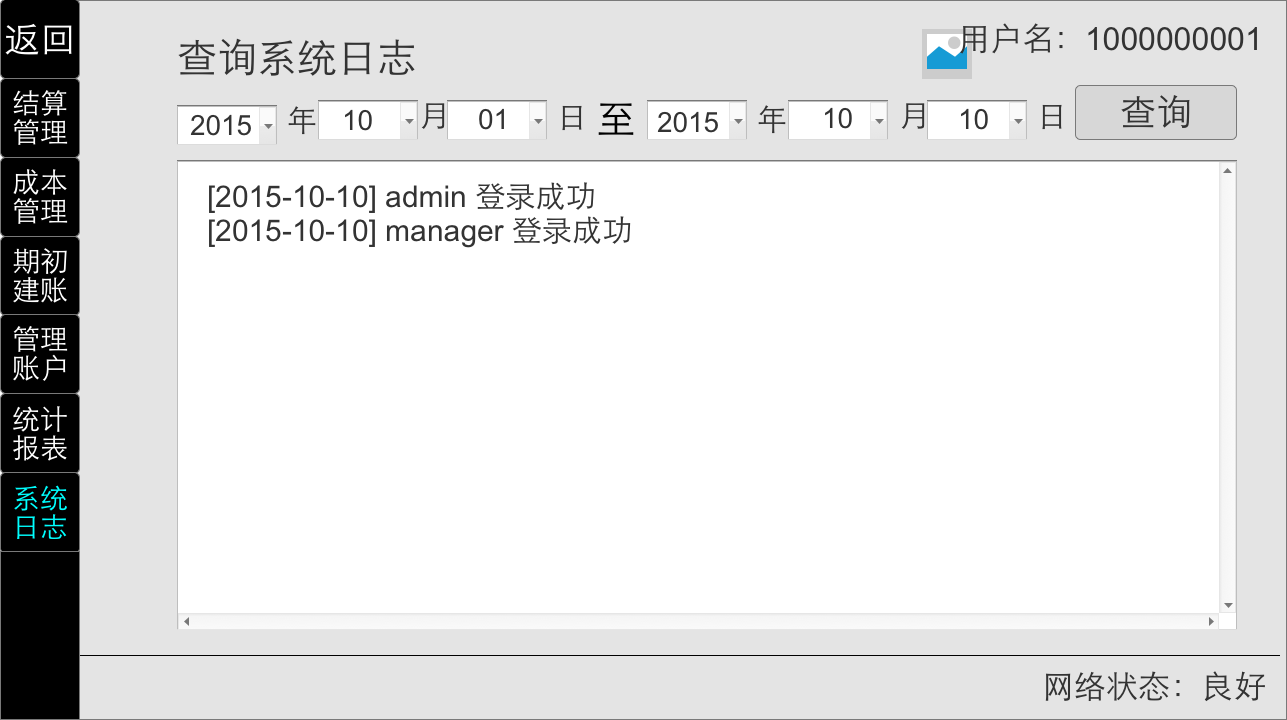 返回
结算
管理
成本
管理
期初
建账
管理
账户
统计
报表
系统
日志
查询系统日志
用户名：1000000001
2015 年 10 月 01 日 至 2015 年 10 月 10 日 查询
[2015-10-10] admin 登录成功
[2015-10-10] manager 登录成功
网络状态：良好